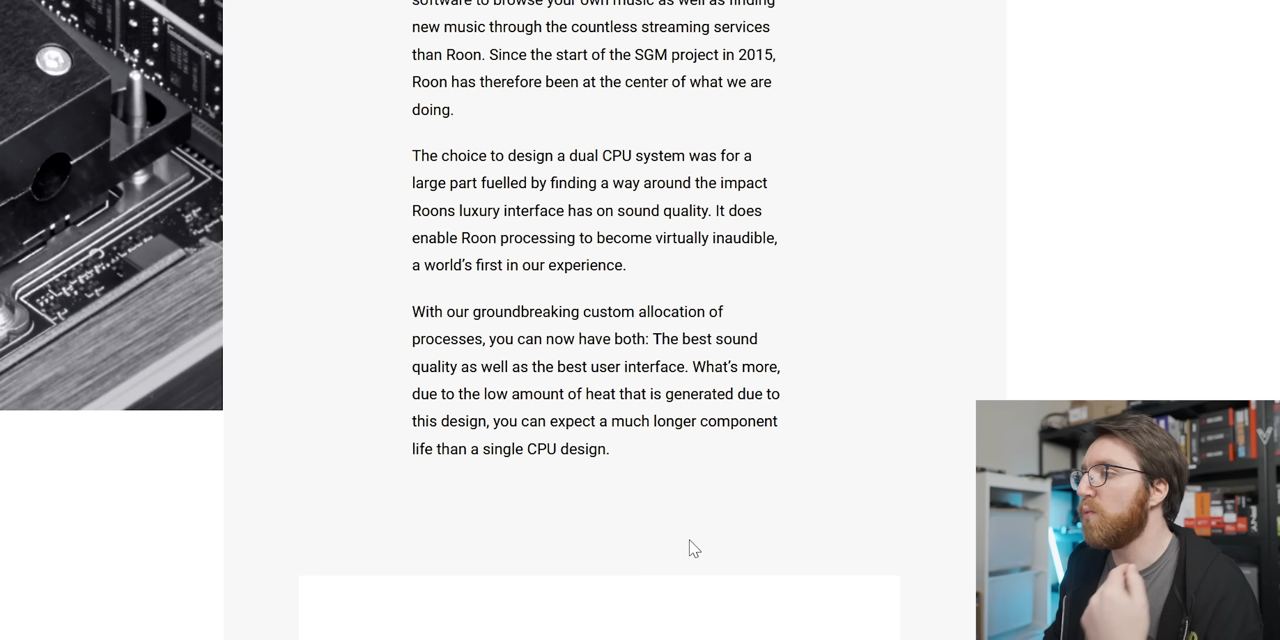 software to browse your own music as well as finding
new music through the countless streaming services
than Roon. Since the start of the SGM project in 2015,
Roon has therefore been at the center of what we are
doing.
The choice to design a dual CPU system was for a
large part fuelled by finding a way around the impact
Roons luxury interface has on sound quality. It does
enable Roon processing to become virtually inaudible,
a world’s first in our experience.
With our groundbreaking custom allocation of
processes, you can now have both: The best sound
quality as well as the best user interface. What’s more,
due to the low amount of heat that is generated due to
this design, you can expect a much longer component
life than a single CPU design.